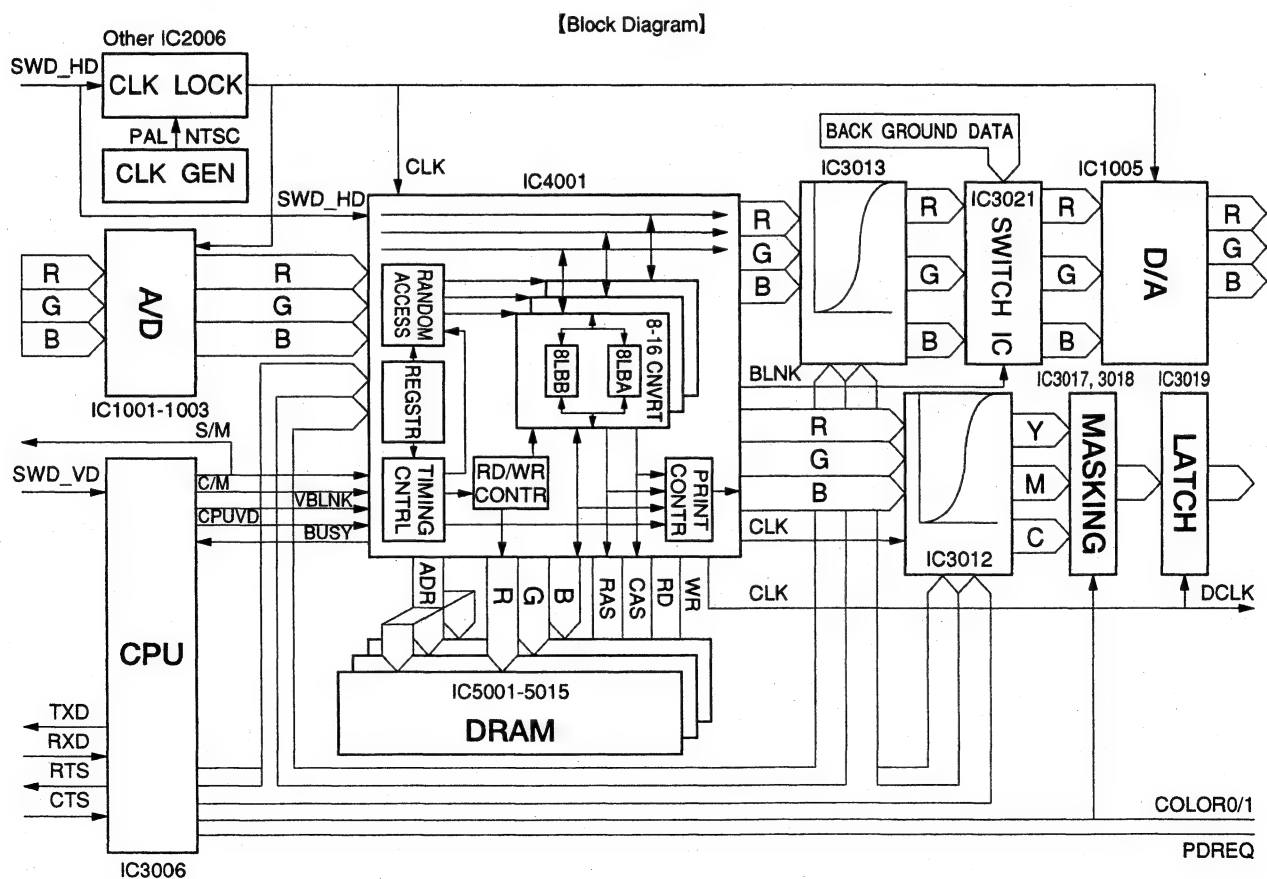 【Block Diagram】
Other IC2006
SWD_HD
CLK LOCK
PAL
NTSC
CLK GEN
CLK
SWD_HD
IC4001
BACK GROUND DATA
IC3013
IC3021
SWITCH IC
IC1005
D/A
R
G
B
R
G
B
R
G
B
R
G
B
R
G
B
A/D
IC1001-1003
R
G
B
RANDOM
ACCESS
REGSTR
TIMING
CNTRL
RD/WR
CONTR
8LBB
8LBA
8-16 CNVRT
PRINT
CONTR
BLNK
R
G
B
CLK
IC3012
Y
M
C
IC3017, 3018
MASKING
IC3019
LATCH
S/M
SWD_VD
C/M
VBLNK
CPUVD
BUSY
CPU
IC3006
TXD
RXD
RTS
CTS
ADR
R
G
B
RAS
CAS
RD
WR
CLK
DCLK
IC5001-5015
DRAM
COLOR0/1
PDREQ